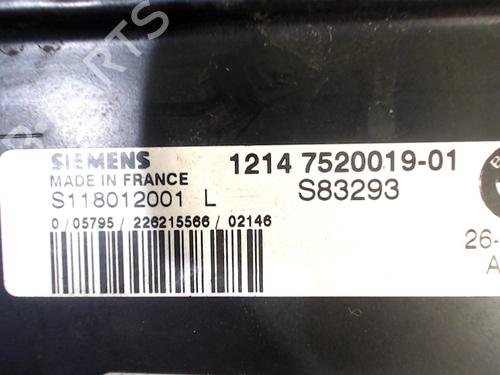 SIEMENS
MADE IN FRANCE
S118012001 L
0/05795/226215566/02146
1214 7520019-01
S83293
26-
A